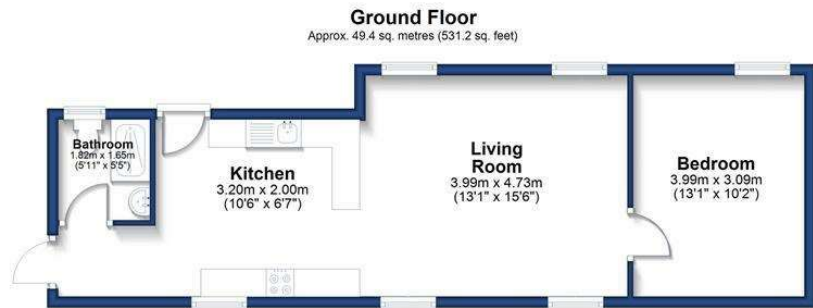 Ground Floor
Approx. 49.4 sq. metres (531.2 sq. feet)
Bathroom
1.82m x 1.65m
(5'11" x 5'5")
Kitchen
3.20m x 2.00m
(10'6" x 6'7")
Living
Room
3.99m x 4.73m
(13'1" x 15'6")
Bedroom
3.99m x 3.09m
(13'1" x 10'2")